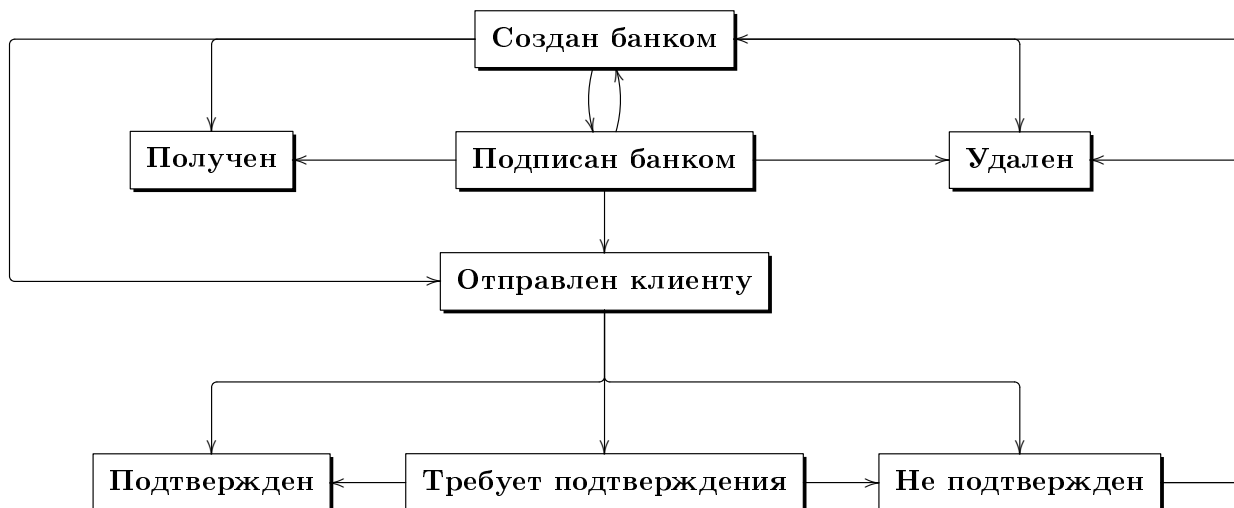 Создан банком
Получен
Подписан банком
Удален
Отправлен клиенту
Подтвержден
Требует подтверждения
Не подтвержден